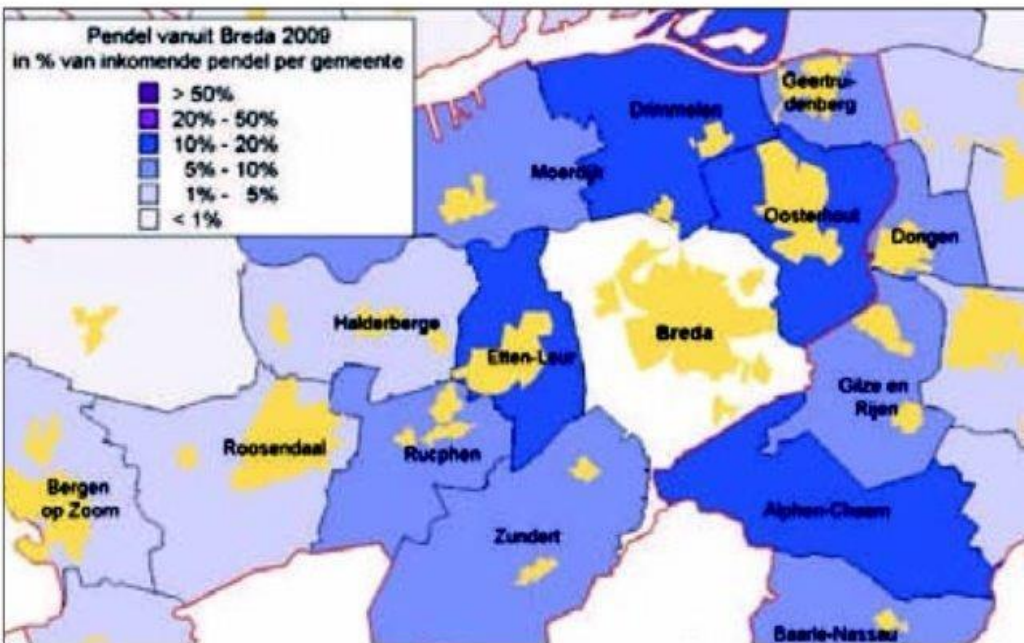 Pendel vanuit Breda 2009
in % van inkomende pendel per gemeente
> 50%
20% - 50%
10% - 20%
5% - 10%
1% - 5%
< 1%
Geertrui-
denberg
Drimmelen
Moerdijk
Oosterhout
Dongen
Halderberge
Breda
Etten-Leur
Gilze en
Rijen
Roosendaal
Rucphen
Bergen
op Zoom
Alphen-Chaam
Zundert
Baarle-Nassau